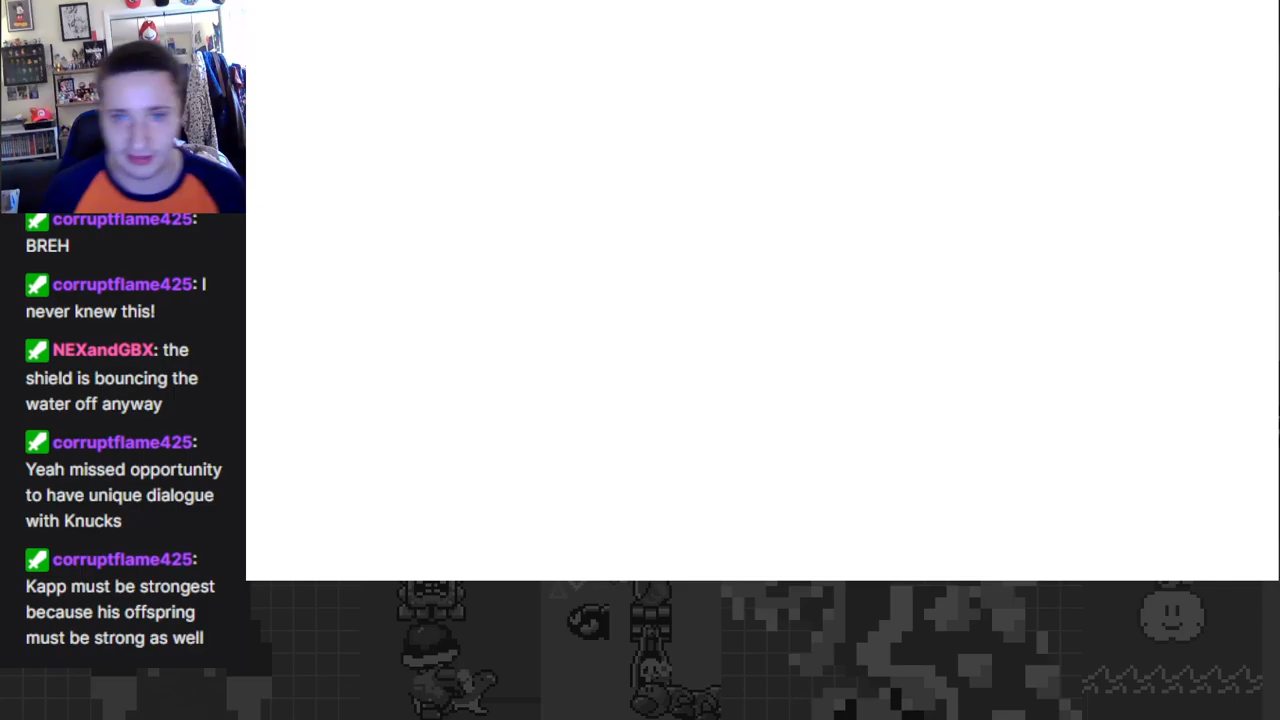 corruptflame425:
BREH
corruptflame425: I
never knew this!
NEXandGBX: the
shield is bouncing the
water off anyway
corruptflame425:
Yeah missed opportunity
to have unique dialogue
with Knucks
corruptflame425:
Kapp must be strongest
because his offspring
must be strong as well